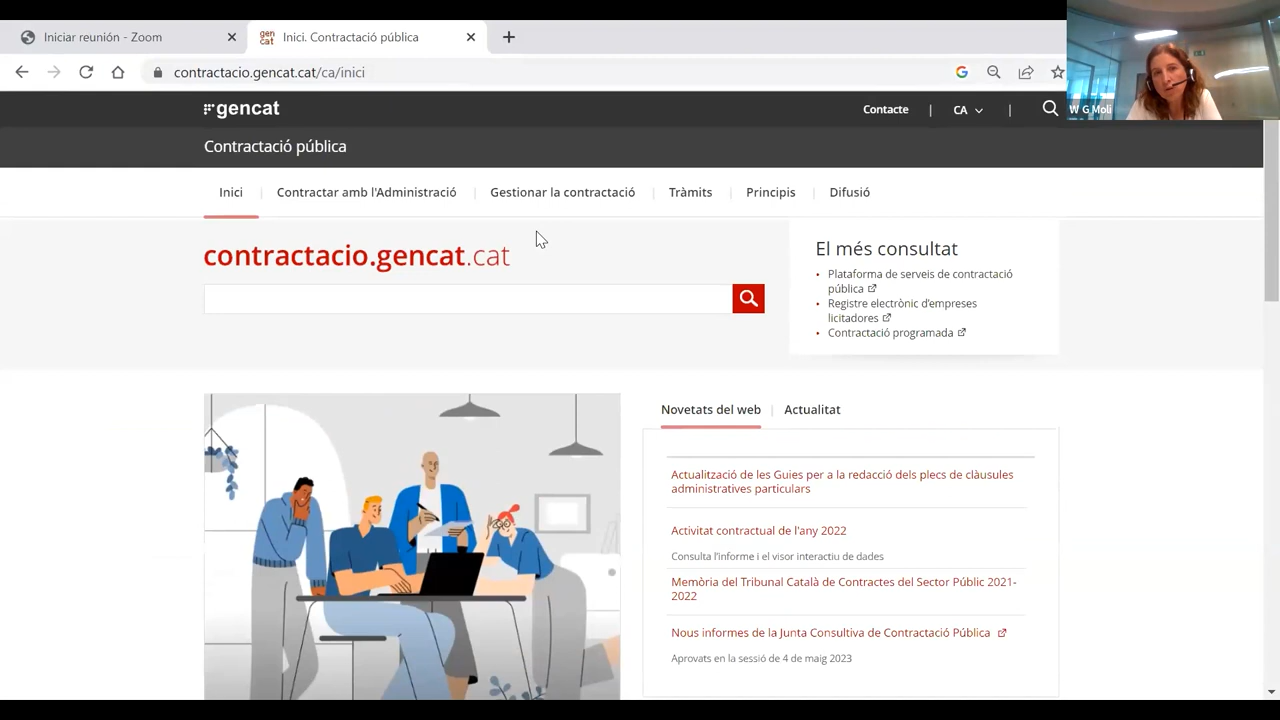 Iniciar reunión - Zoom
Inici. Contractació pública
contractacio.gencat.cat/ca/inici
W G Moli
gencat
Contacte | CA |
Contractació pública
Inici | Contractar amb l'Administració | Gestionar la contractació | Tràmits | Principis | Difusió
contractacio.gencat.cat
El més consultat
• Plataforma de serveis de contractació
pública
• Registre electrònic d'empreses
licitadores
• Contractació programada
Novetats del web | Actualitat
Actualització de les Guies per a la redacció dels plecs de clàusules
administratives particulars
Activitat contractual de l'any 2022
Consulta l'informe i el visor interactiu de dades
Memòria del Tribunal Català de Contractes del Sector Públic 2021-
2022
Nous informes de la Junta Consultiva de Contractació Pública
Aprovats en la sessió de 4 de maig 2023